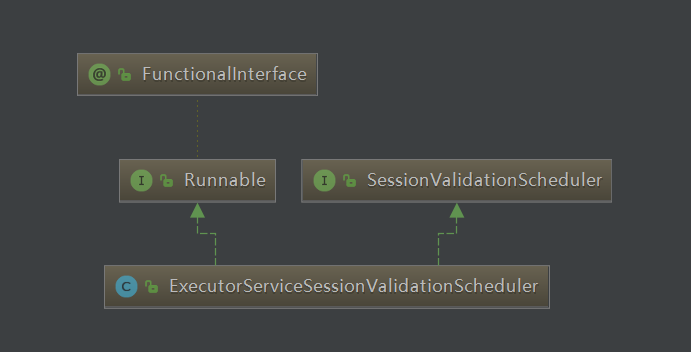 @ FunctionalInterface
I Runnable
I SessionValidationScheduler
C ExecutorServiceSessionValidationScheduler